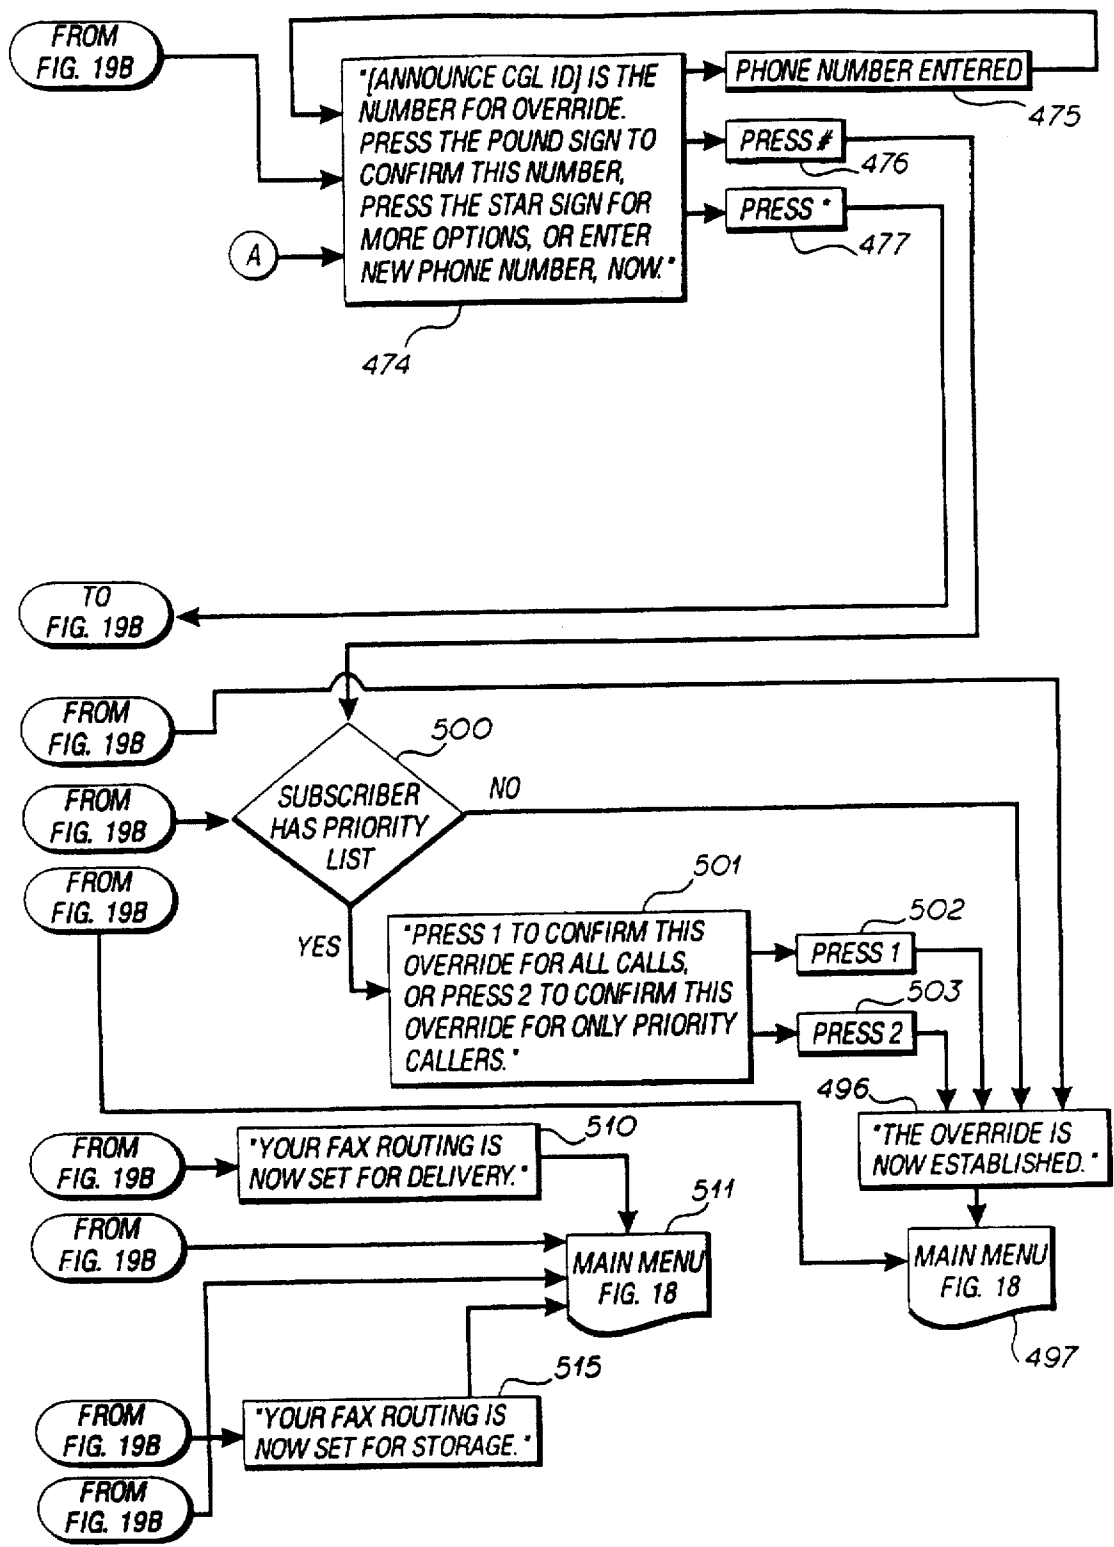 FROM
FIG. 19B
"[ANNOUNCE CGL ID] IS THE
NUMBER FOR OVERRIDE.
PRESS THE POUND SIGN TO
CONFIRM THIS NUMBER,
PRESS THE STAR SIGN FOR
MORE OPTIONS, OR ENTER
NEW PHONE NUMBER, NOW."
474
PHONE NUMBER ENTERED
475
PRESS #
476
PRESS *
477
A
TO
FIG. 19B
FROM
FIG. 19B
FROM
FIG. 19B
FROM
FIG. 19B
500
SUBSCRIBER
HAS PRIORITY
LIST
NO
YES
501
"PRESS 1 TO CONFIRM THIS
OVERRIDE FOR ALL CALLS,
OR PRESS 2 TO CONFIRM THIS
OVERRIDE FOR ONLY PRIORITY
CALLERS."
502
PRESS 1
503
PRESS 2
496
"THE OVERRIDE IS
NOW ESTABLISHED."
FROM
FIG. 19B
510
"YOUR FAX ROUTING IS
NOW SET FOR DELIVERY."
FROM
FIG. 19B
511
MAIN MENU
FIG. 18
MAIN MENU
FIG. 18
497
515
FROM
FIG. 19B
"YOUR FAX ROUTING IS
NOW SET FOR STORAGE."
FROM
FIG. 19B